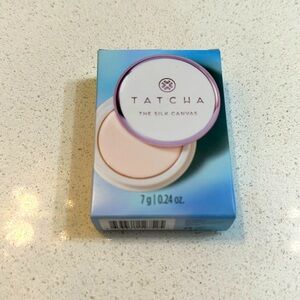 TATCHA
THE SILK CANVAS
7 g | 0.24 oz.